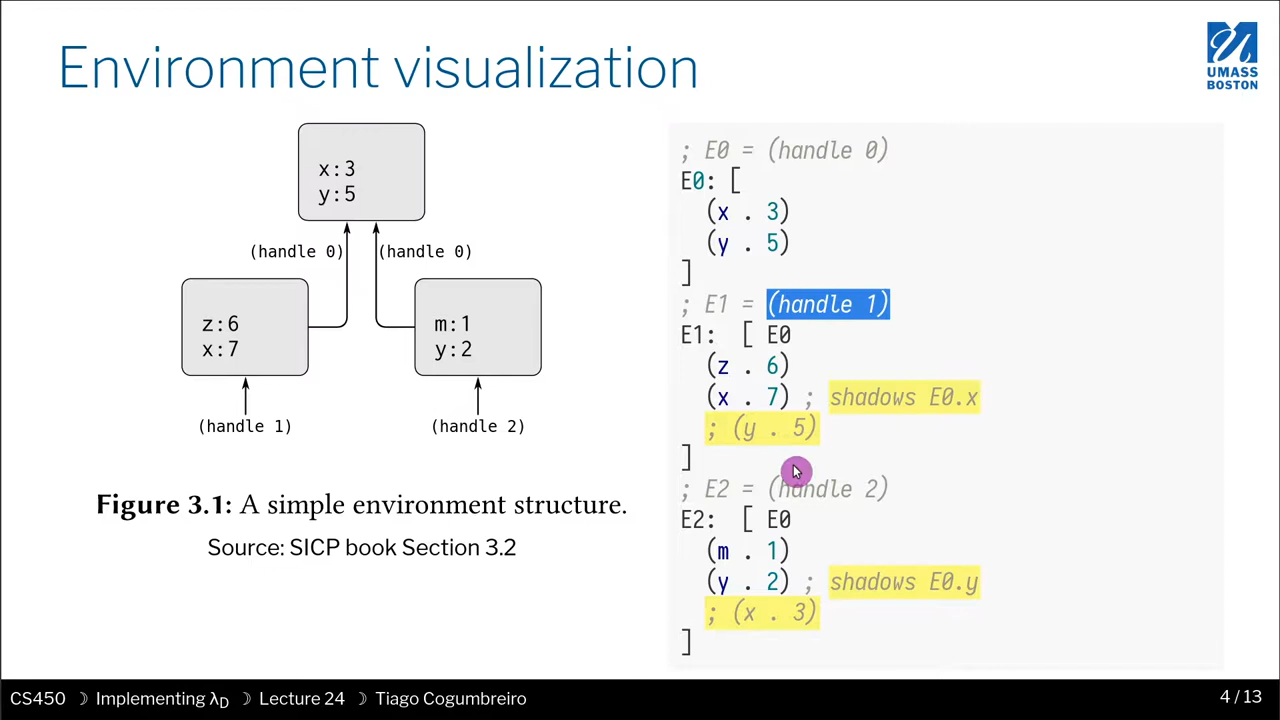 Environment visualization
UMASS
BOSTON
x:3
y:5
(handle 0)
(handle 0)
z:6
x:7
m:1
y:2
(handle 1)
(handle 2)
Figure 3.1: A simple environment structure.
Source: SICP book Section 3.2
; E0 = (handle 0)
E0: [
(x . 3)
(y . 5)
]
; E1 = (handle 1)
E1: [ E0
(z . 6)
(x . 7) ; shadows E0.x
; (y . 5)
]
; E2 = (handle 2)
E2: [ E0
(m . 1)
(y . 2) ; shadows E0.y
; (x . 3)
]
CS450 ☽ Implementing λD ☽ Lecture 24 ☽ Tiago Cogumbreiro
4 / 13